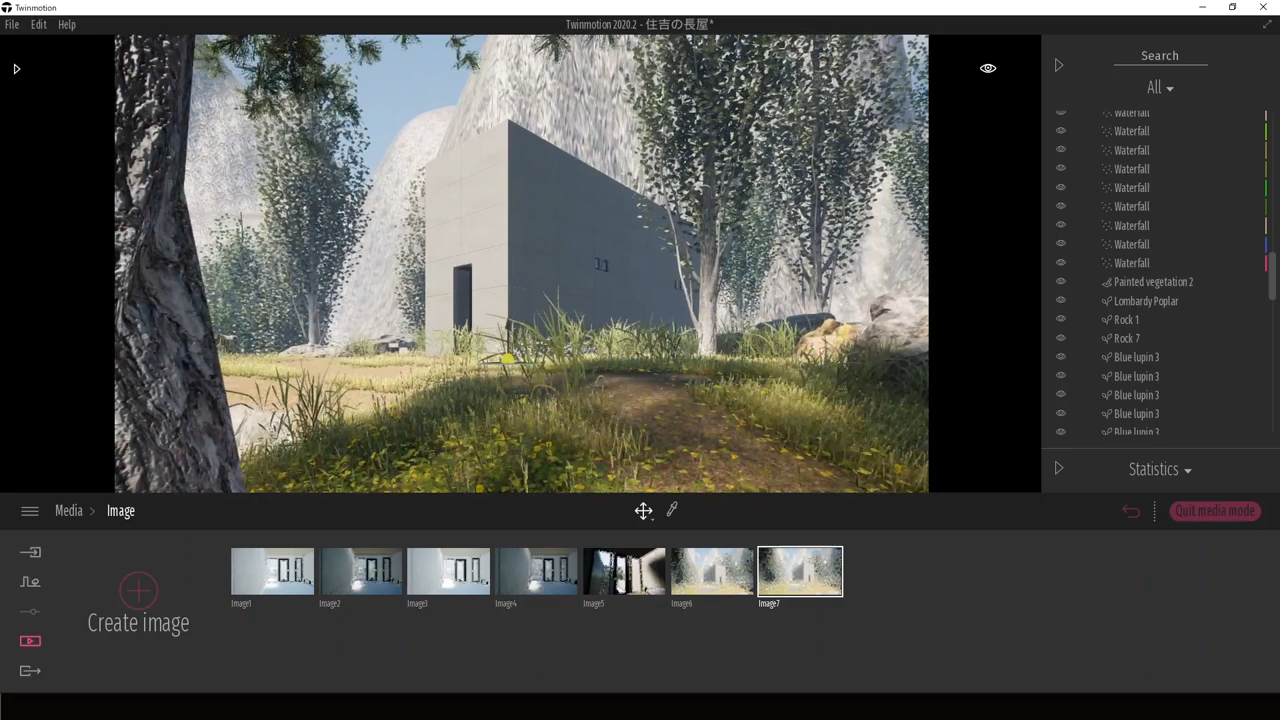 Twinmotion
File Edit Help
Twinmotion 2020.2 - 住吉の長屋*
Search
All
Waterfall
Waterfall
Waterfall
Waterfall
Waterfall
Waterfall
Waterfall
Waterfall
Waterfall
Painted vegetation 2
Lombardy Poplar
Rock 1
Rock 7
Blue lupin 3
Blue lupin 3
Blue lupin 3
Blue lupin 3
Blue lupin 3
Statistics
Media > Image
Quit media mode
Create image
Image1 Image2 Image3 Image4 Image5 Image6 Image7